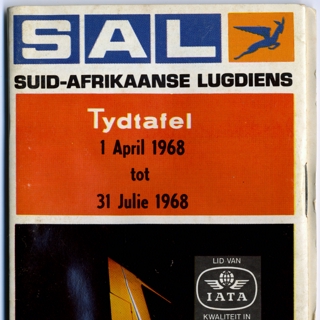 SAL
SUID-AFRIKAANSE LUGDIENS
Tydtafel
1 April 1968
tot
31 Julie 1968
LID VAN
IATA
KWALITEIT IN